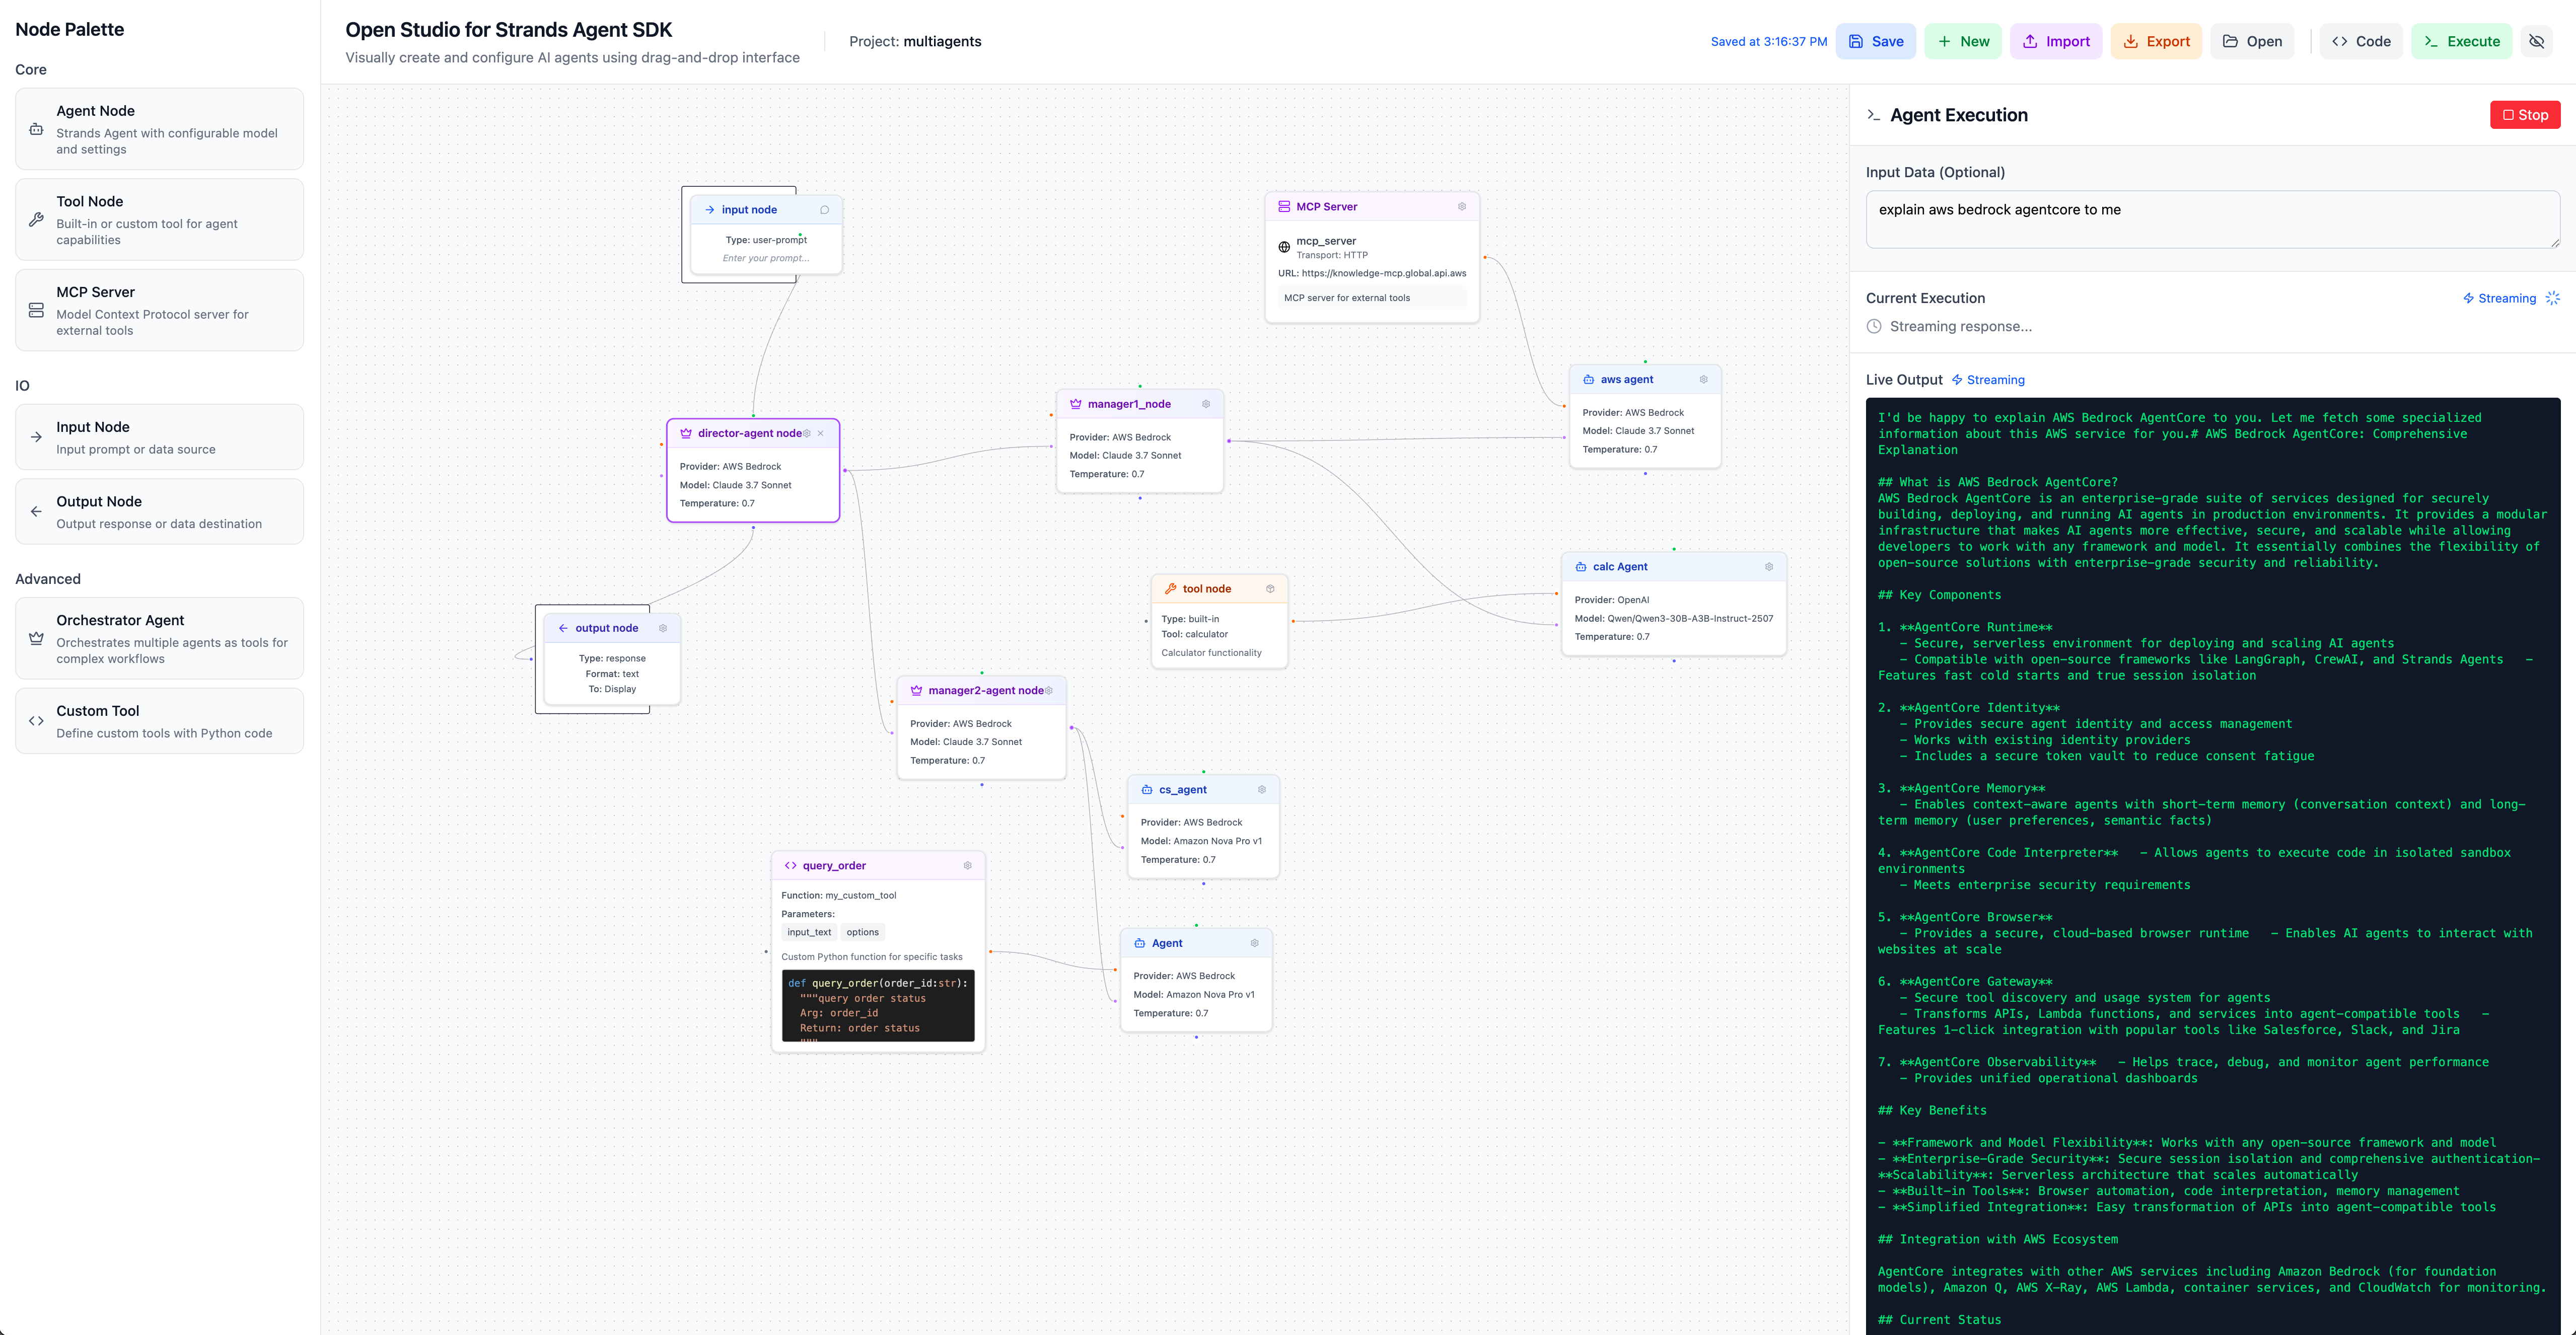 Node Palette
Core
Agent Node
Strands Agent with configurable model
and settings
Tool Node
Built-in or custom tool for agent
capabilities
MCP Server
Model Context Protocol server for
external tools
IO
Input Node
Input prompt or data source
Output Node
Output response or data destination
Advanced
Orchestrator Agent
Orchestrates multiple agents as tools for
complex workflows
Custom Tool
Define custom tools with Python code
Open Studio for Strands Agent SDK
Visually create and configure AI agents using drag-and-drop interface
Project: multiagents
Saved at 3:16:37 PM
Save
New
Import
Export
Open
Code
Execute
input node
Type: user-prompt
Enter your prompt...
MCP Server
mcp_server
Transport: HTTP
URL: https://knowledge-mcp.global.api.aws
MCP server for external tools
director-agent node
Provider: AWS Bedrock
Model: Claude 3.7 Sonnet
Temperature: 0.7
manager1_node
Provider: AWS Bedrock
Model: Claude 3.7 Sonnet
Temperature: 0.7
aws agent
Provider: AWS Bedrock
Model: Claude 3.7 Sonnet
Temperature: 0.7
calc Agent
Provider: OpenAI
Model: Qwen/Qwen3-30B-A3B-Instruct-2507
Temperature: 0.7
tool node
Type: built-in
Tool: calculator
Calculator functionality
output node
Type: response
Format: text
To: Display
manager2-agent node
Provider: AWS Bedrock
Model: Claude 3.7 Sonnet
Temperature: 0.7
cs_agent
Provider: AWS Bedrock
Model: Amazon Nova Pro v1
Temperature: 0.7
query_order
Function: my_custom_tool
Parameters:
input_text options
Custom Python function for specific tasks
def query_order(order_id:str):
"""query order status
Arg: order_id
Return: order status
"""
Agent
Provider: AWS Bedrock
Model: Amazon Nova Pro v1
Temperature: 0.7
Agent Execution
Stop
Input Data (Optional)
explain aws bedrock agentcore to me
Current Execution
Streaming
Streaming response...
Live Output Streaming
I'd be happy to explain AWS Bedrock AgentCore to you. Let me fetch some specialized
information about this AWS service for you.# AWS Bedrock AgentCore: Comprehensive
Explanation
## What is AWS Bedrock AgentCore?
AWS Bedrock AgentCore is an enterprise-grade suite of services designed for securely
building, deploying, and running AI agents in production environments. It provides a modular
infrastructure that makes AI agents more effective, secure, and scalable while allowing
developers to work with any framework and model. It essentially combines the flexibility of
open-source solutions with enterprise-grade security and reliability.
## Key Components
1. **AgentCore Runtime**
- Secure, serverless environment for deploying and scaling AI agents
- Compatible with open-source frameworks like LangGraph, CrewAI, and Strands Agents   -
Features fast cold starts and true session isolation
2. **AgentCore Identity**
- Provides secure agent identity and access management
- Works with existing identity providers
- Includes a secure token vault to reduce consent fatigue
3. **AgentCore Memory**
- Enables context-aware agents with short-term memory (conversation context) and long-
term memory (user preferences, semantic facts)
4. **AgentCore Code Interpreter**   - Allows agents to execute code in isolated sandbox
environments
- Meets enterprise security requirements
5. **AgentCore Browser**
- Provides a secure, cloud-based browser runtime   - Enables AI agents to interact with
websites at scale
6. **AgentCore Gateway**
- Secure tool discovery and usage system for agents
- Transforms APIs, Lambda functions, and services into agent-compatible tools   -
Features 1-click integration with popular tools like Salesforce, Slack, and Jira
7. **AgentCore Observability**   - Helps trace, debug, and monitor agent performance
- Provides unified operational dashboards
## Key Benefits
- **Framework and Model Flexibility**: Works with any open-source framework and model
- **Enterprise-Grade Security**: Secure session isolation and comprehensive authentication-
**Scalability**: Serverless architecture that scales automatically
- **Built-in Tools**: Browser automation, code interpretation, memory management
- **Simplified Integration**: Easy transformation of APIs into agent-compatible tools
## Integration with AWS Ecosystem
AgentCore integrates with other AWS services including Amazon Bedrock (for foundation
models), Amazon Q, AWS X-Ray, AWS Lambda, container services, and CloudWatch for monitoring.
## Current Status